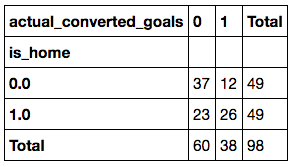 actual_converted_goals 0 1 Total
is_home
0.0 37 12 49
1.0 23 26 49
Total 60 38 98